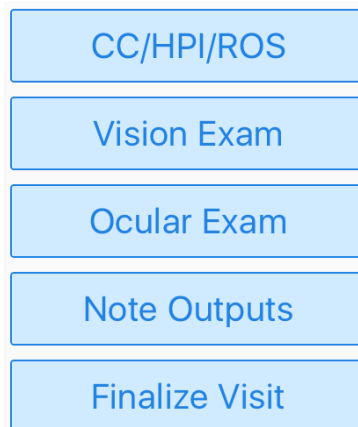 CC/HPI/ROS
Vision Exam
Ocular Exam
Note Outputs
Finalize Visit